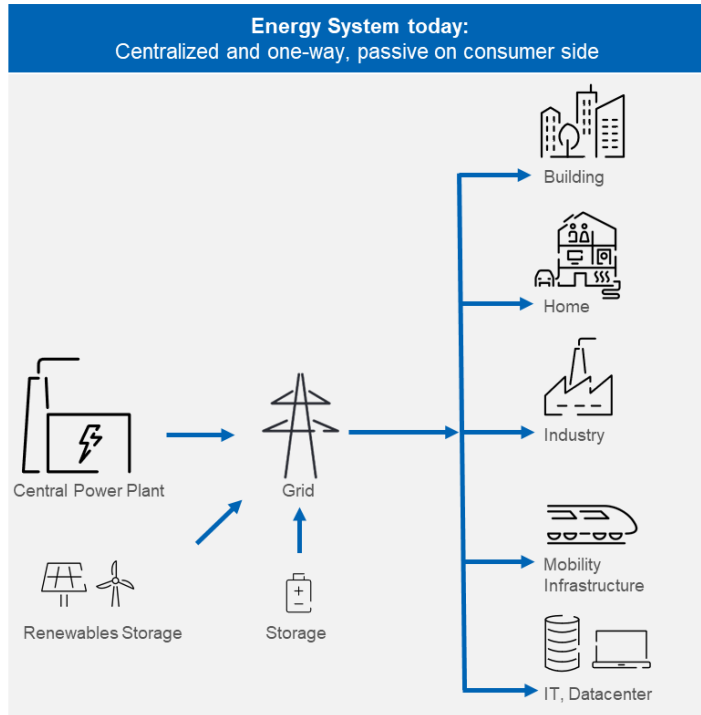 Energy System today:
Centralized and one-way, passive on consumer side
Building
Home
Industry
Central Power Plant
Grid
Mobility
Infrastructure
Renewables Storage
Storage
IT, Datacenter